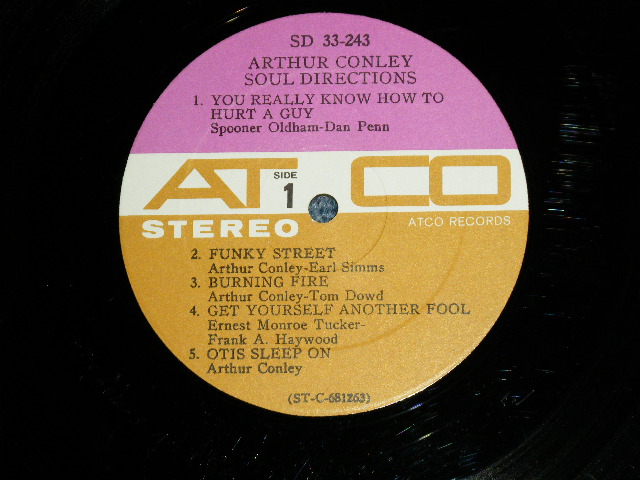 SD 33-243
ARTHUR CONLEY
SOUL DIRECTIONS
1. YOU REALLY KNOW HOW TO
HURT A GUY
Spooner Oldham-Dan Penn
AT CO
SIDE
1
STEREO
ATCO RECORDS
2. FUNKY STREET
Arthur Conley-Earl Simms
3. BURNING FIRE
Arthur Conley-Tom Dowd
4. GET YOURSELF ANOTHER FOOL
Ernest Monroe Tucker-
Frank A. Haywood
5. OTIS SLEEP ON
Arthur Conley
(ST-C-681263)